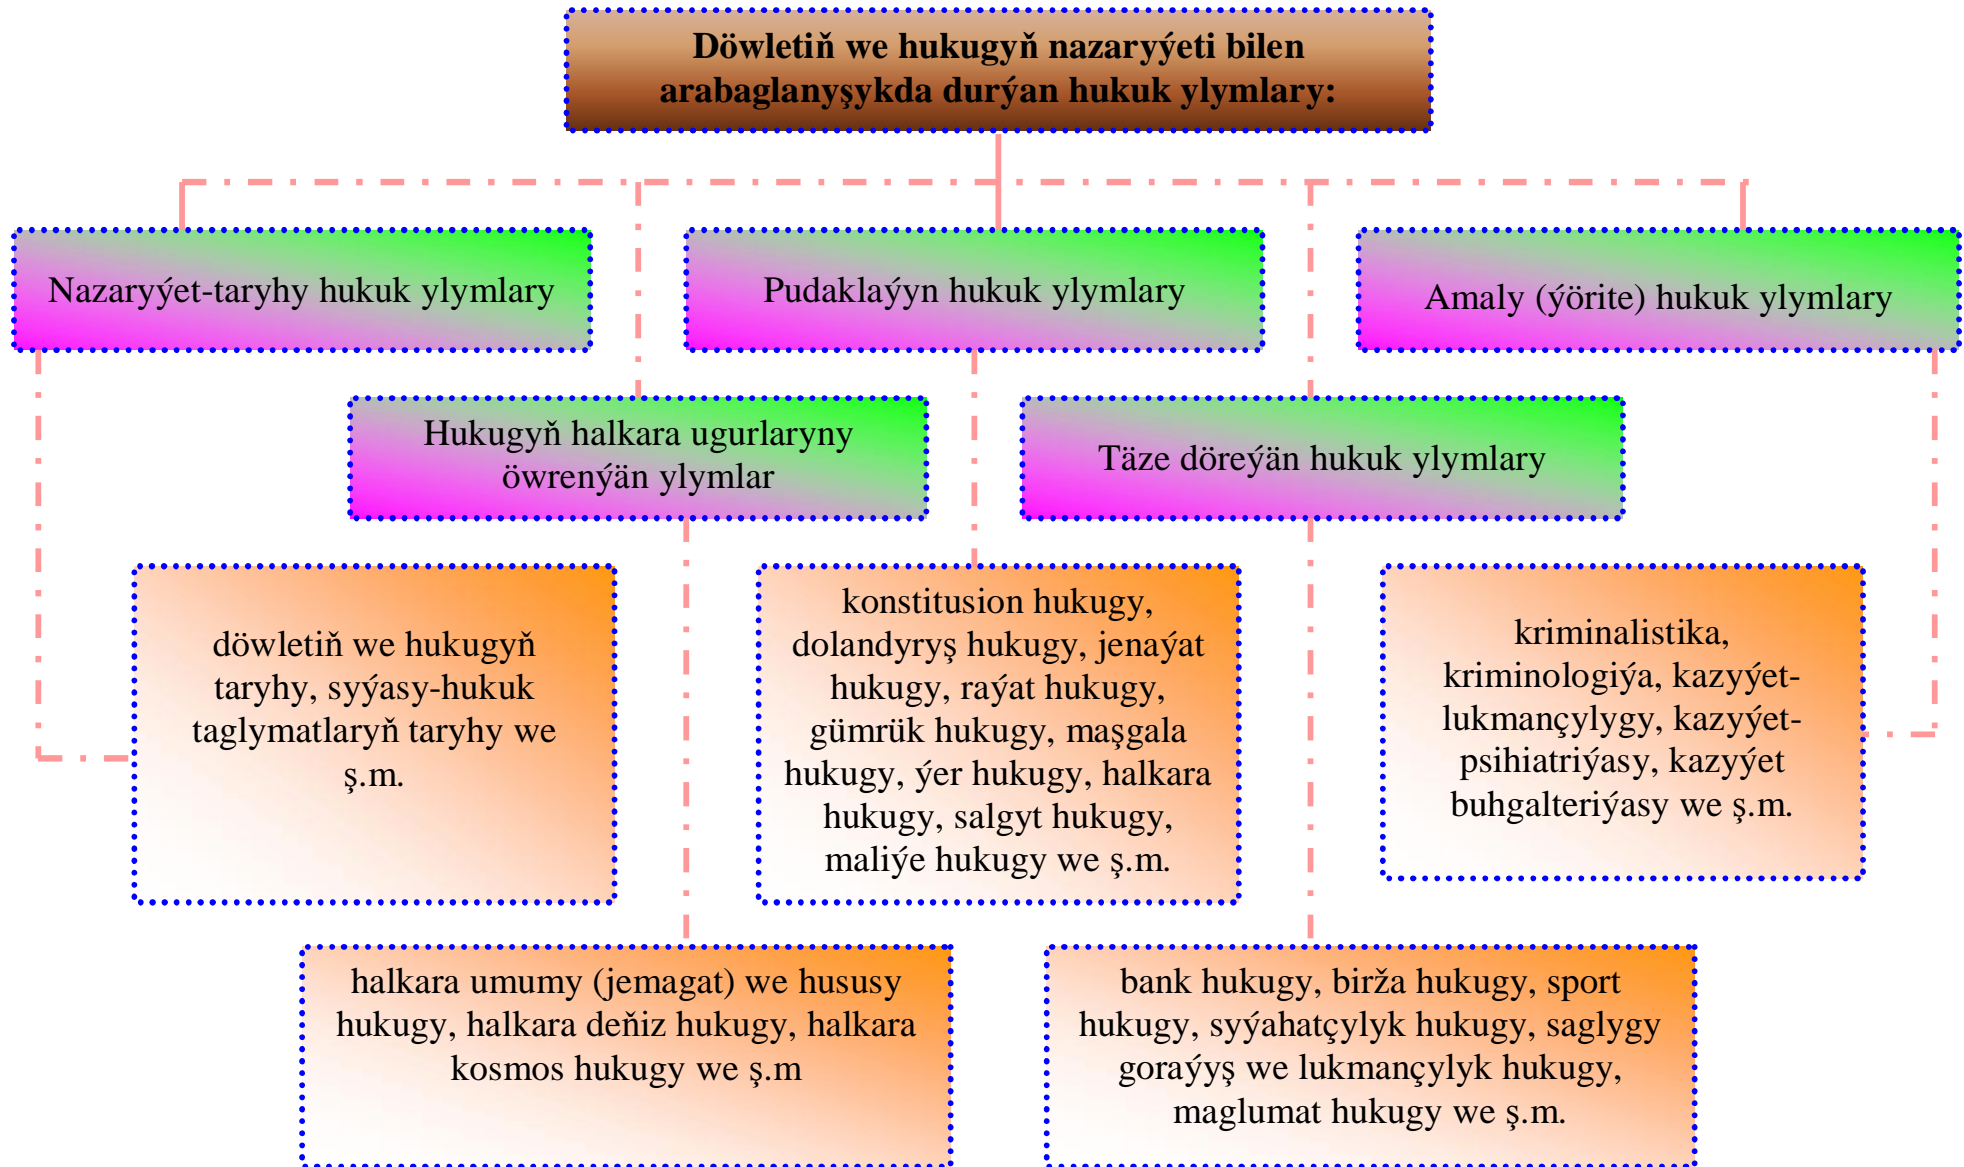 Döwletiň we hukugyň nazaryýeti bilen
arabaglanyşykda durýan hukuk ylymlary:
Nazaryýet-taryhy hukuk ylymlary
Pudaklaýyn hukuk ylymlary
Amaly (ýörite) hukuk ylymlary
Hukugyň halkara ugurlaryny
öwrenýän ylymlar
Täze döreýän hukuk ylymlary
döwletiň we hukugyň
taryhy, syýasy-hukuk
taglymatlaryň taryhy we
ş.m.
konstitusion hukugy,
dolandyryş hukugy, jenaýat
hukugy, raýat hukugy,
gümrük hukugy, maşgala
hukugy, ýer hukugy, halkara
hukugy, salgyt hukugy,
maliýe hukugy we ş.m.
kriminalistika,
kriminologiýa, kazyýet-
lukmançylygy, kazyýet-
psihiatriýasy, kazyýet
buhgalteriýasy we ş.m.
halkara umumy (jemagat) we hususy
hukugy, halkara deňiz hukugy, halkara
kosmos hukugy we ş.m
bank hukugy, birža hukugy, sport
hukugy, syýahatçylyk hukugy, saglygy
goraýyş we lukmançylyk hukugy,
maglumat hukugy we ş.m.